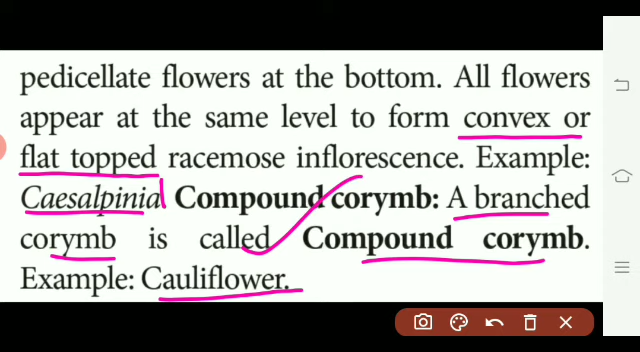 pedicellate flowers at the bottom. All flowers
appear at the same level to form convex or
flat topped racemose inflorescence. Example:
Caesalpinia Compound corymb: A branched
corymb is called Compound corymb.
Example: Cauliflower.